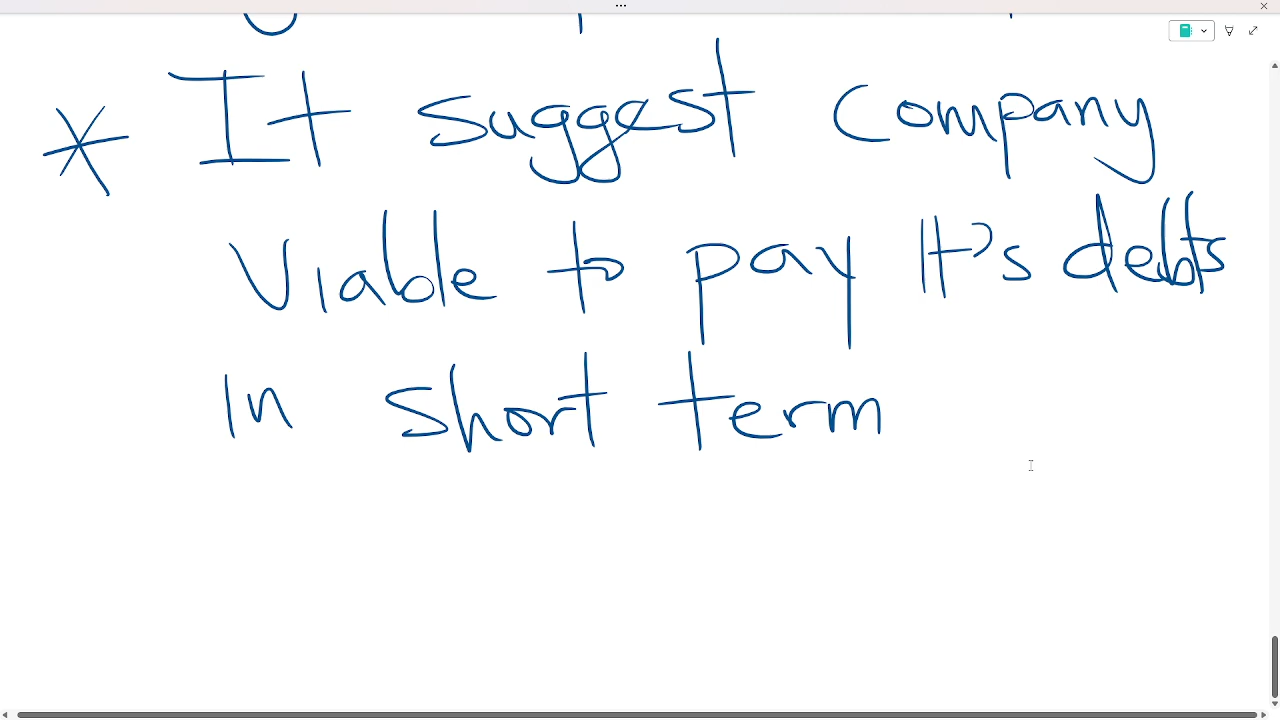 * It suggest company
viable to pay It's debts
In short term